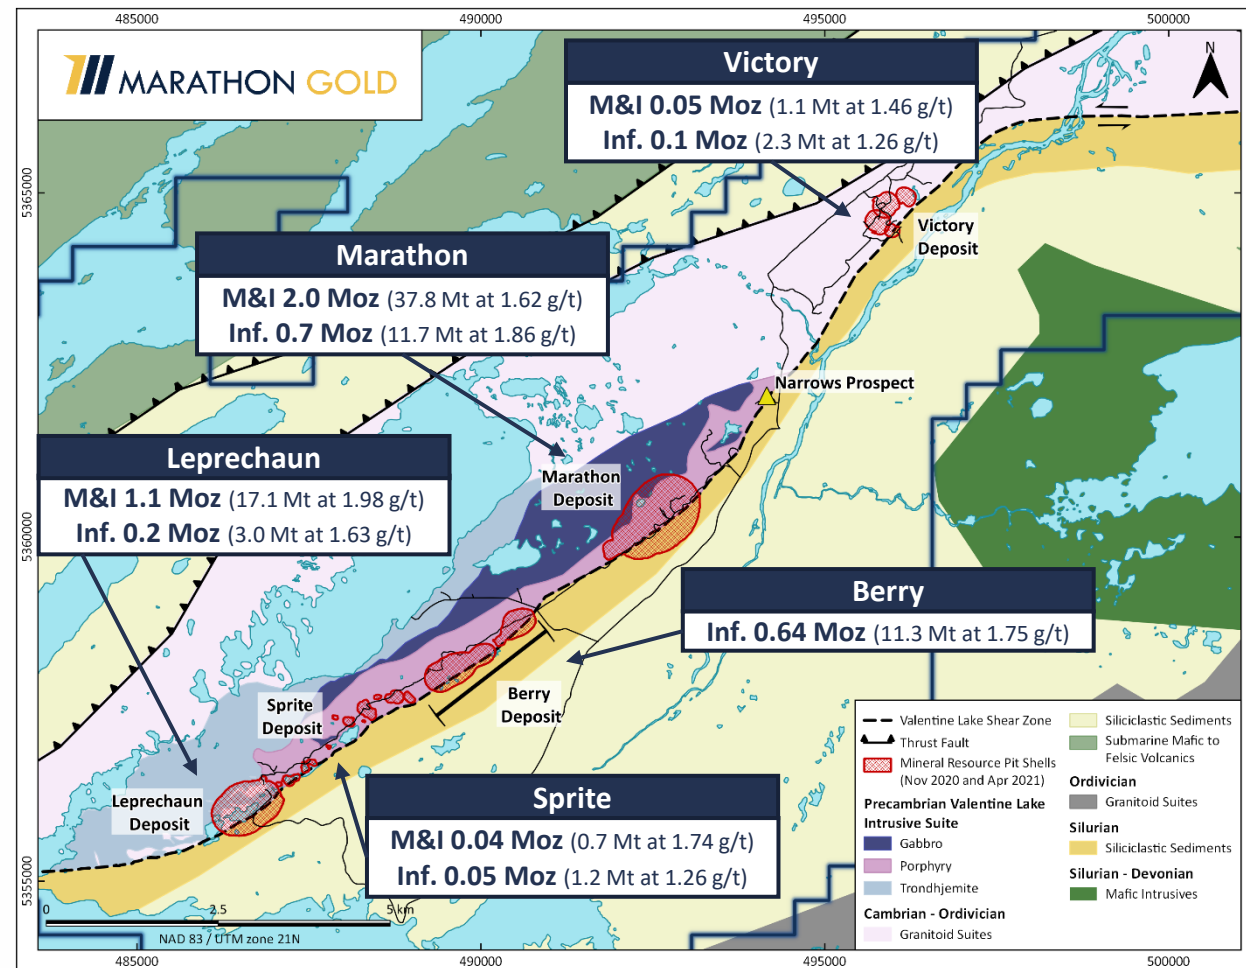 485000
490000
495000
500000
MARATHON GOLD
N
Victory
M&I 0.05 Moz (1.1 Mt at 1.46 g/t)
Inf. 0.1 Moz (2.3 Mt at 1.26 g/t)
5365000
Victory
Deposit
Marathon
M&I 2.0 Moz (37.8 Mt at 1.62 g/t)
Inf. 0.7 Moz (11.7 Mt at 1.86 g/t)
Narrows Prospect
Leprechaun
M&I 1.1 Moz (17.1 Mt at 1.98 g/t)
Inf. 0.2 Moz (3.0 Mt at 1.63 g/t)
Marathon
Deposit
5360000
Berry
Inf. 0.64 Moz (11.3 Mt at 1.75 g/t)
Sprite
Deposit
Berry
Deposit
Leprechaun
Deposit
Sprite
M&I 0.04 Moz (0.7 Mt at 1.74 g/t)
Inf. 0.05 Moz (1.2 Mt at 1.26 g/t)
5355000
0
2.5
5 km
NAD 83 / UTM zone 21N
Valentine Lake Shear Zone
Thrust Fault
Mineral Resource Pit Shells
(Nov 2020 and Apr 2021)
Precambrian Valentine Lake
Intrusive Suite
Gabbro
Porphyry
Trondhjemite
Cambrian - Ordivician
Granitoid Suites
Siliciclastic Sediments
Submarine Mafic to
Felsic Volcanics
Ordivician
Granitoid Suites
Silurian
Siliciclastic Sediments
Silurian - Devonian
Mafic Intrusives
485000
490000
495000
500000